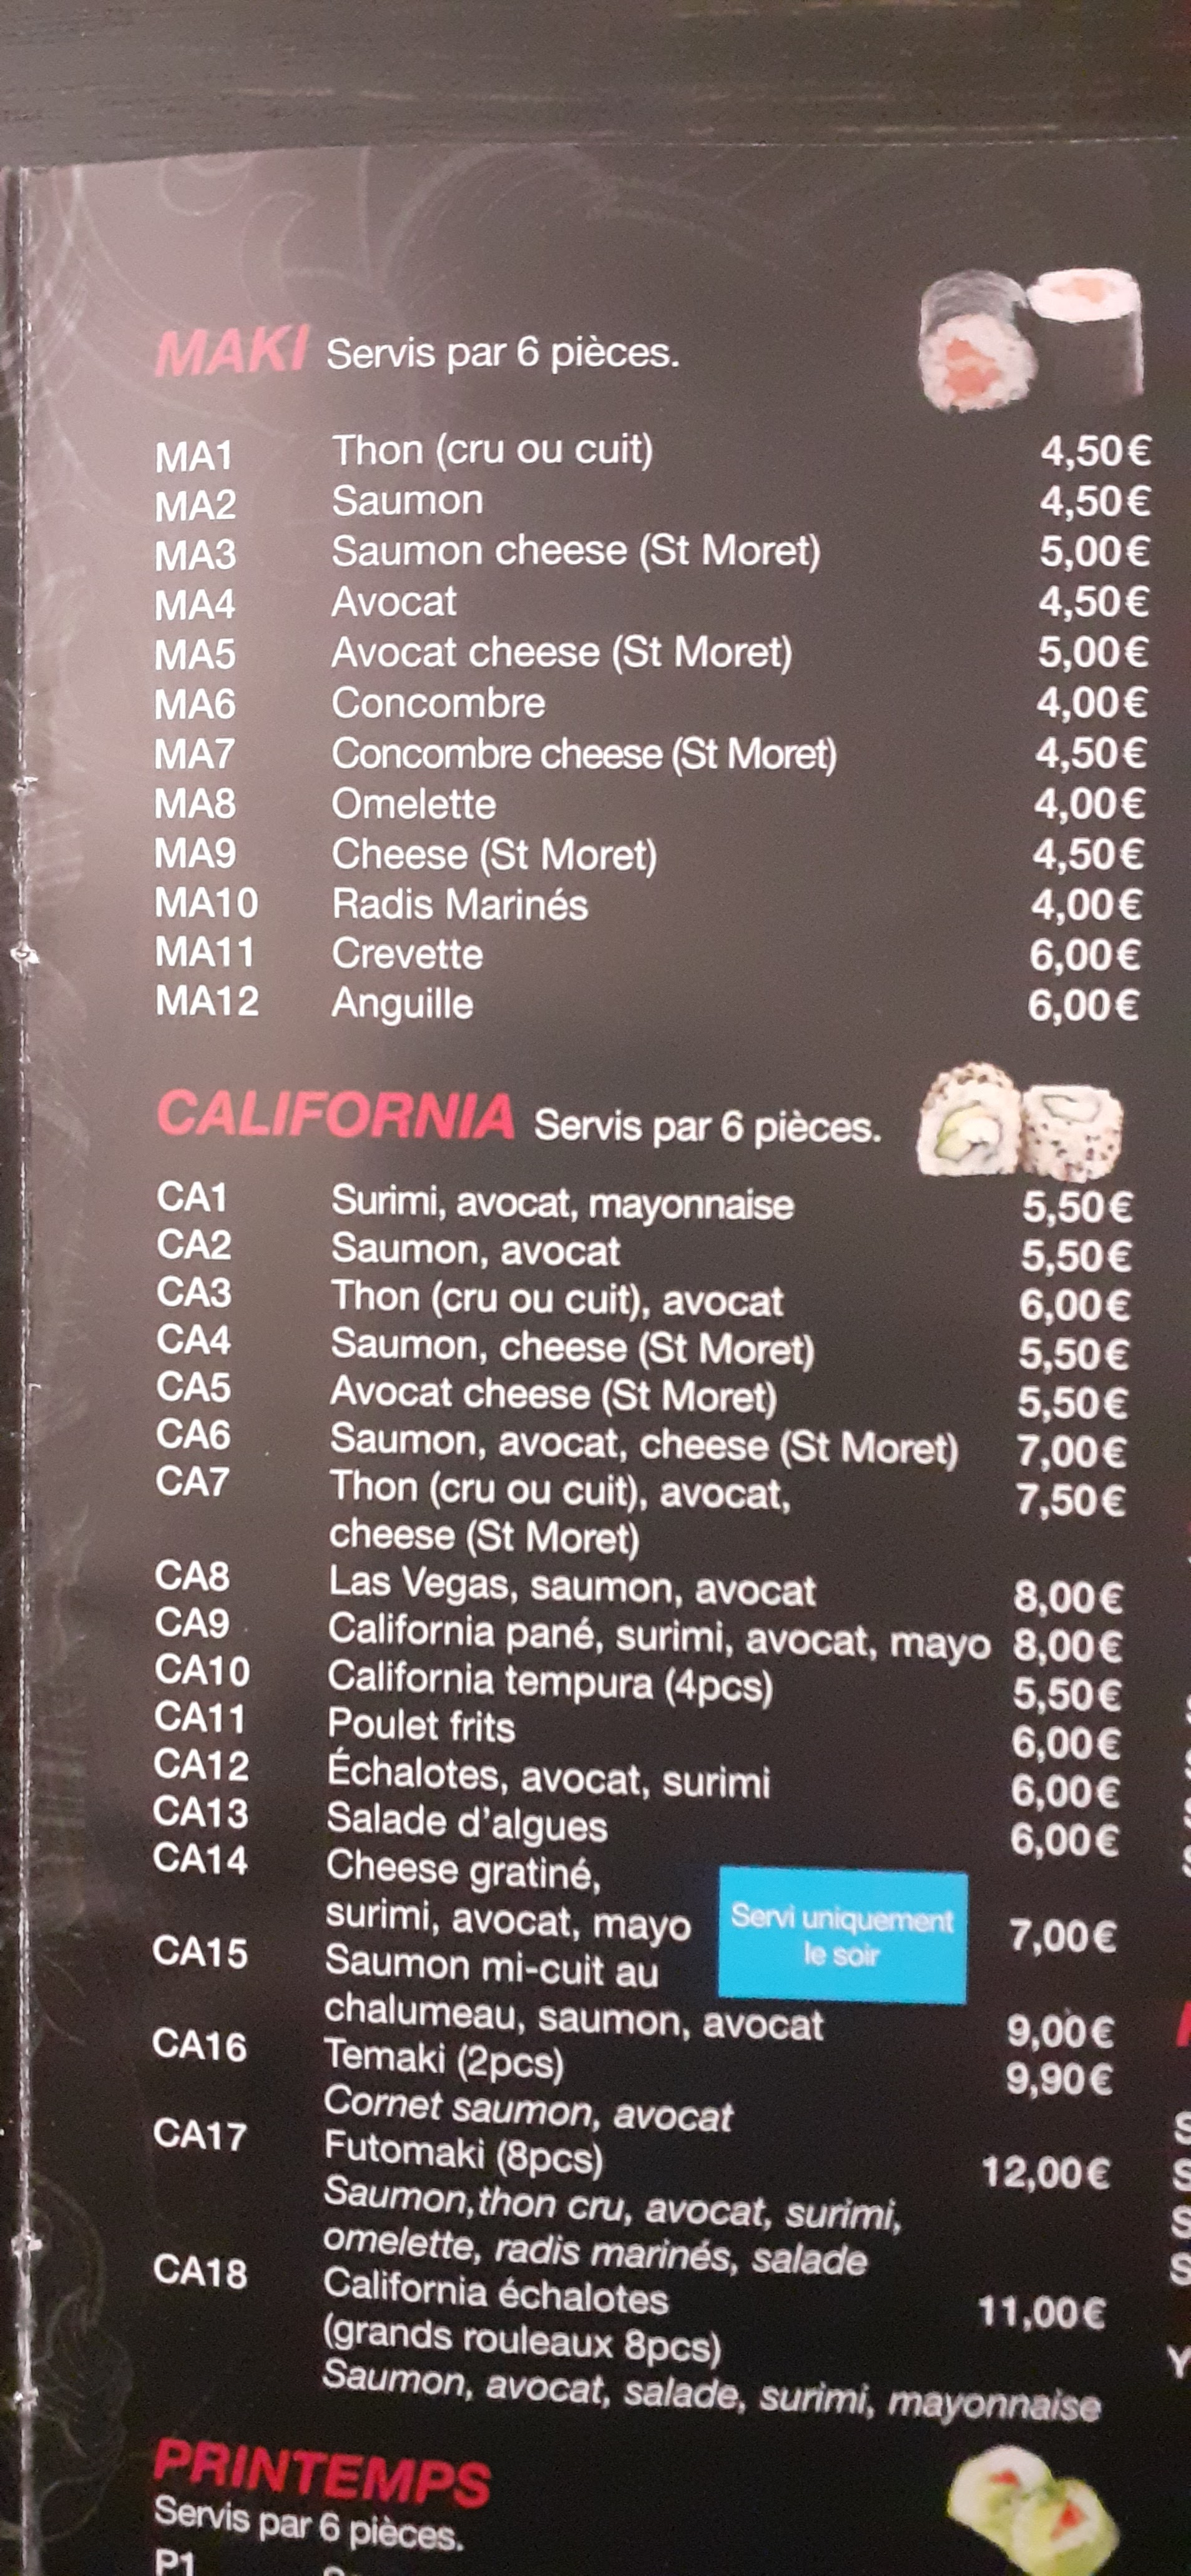 MAKI Servis par 6 pièces.
MA1 Thon (cru ou cuit) 4,50€
MA2 Saumon 4,50€
MA3 Saumon cheese (St Moret) 5,00€
MA4 Avocat 4,50€
MA5 Avocat cheese (St Moret) 5,00€
MA6 Concombre 4,00€
MA7 Concombre cheese (St Moret) 4,50€
MA8 Omelette 4,00€
MA9 Cheese (St Moret) 4,50€
MA10 Radis Marinés 4,00€
MA11 Crevette 6,00€
MA12 Anguille 6,00€
CALIFORNIA Servis par 6 pièces.
CA1 Surimi, avocat, mayonnaise 5,50€
CA2 Saumon, avocat 5,50€
CA3 Thon (cru ou cuit), avocat 6,00€
CA4 Saumon, cheese (St Moret) 5,50€
CA5 Avocat cheese (St Moret) 5,50€
CA6 Saumon, avocat, cheese (St Moret) 7,00€
CA7 Thon (cru ou cuit), avocat, 7,50€
cheese (St Moret)
CA8 Las Vegas, saumon, avocat 8,00€
CA9 California pané, surimi, avocat, mayo 8,00€
CA10 California tempura (4pcs) 5,50€
CA11 Poulet frits 6,00€
CA12 Échalotes, avocat, surimi 6,00€
CA13 Salade d'algues 6,00€
CA14 Cheese gratiné,
surimi, avocat, mayo 7,00€
Servi uniquement
le soir
CA15 Saumon mi-cuit au
chalumeau, saumon, avocat 9,00€
CA16 Temaki (2pcs) 9,90€
Cornet saumon, avocat
CA17 Futomaki (8pcs) 12,00€
Saumon,thon cru, avocat, surimi,
omelette, radis marinés, salade
CA18 California échalotes 11,00€
(grands rouleaux 8pcs)
Saumon, avocat, salade, surimi, mayonnaise
PRINTEMPS
Servis par 6 pièces.
P1